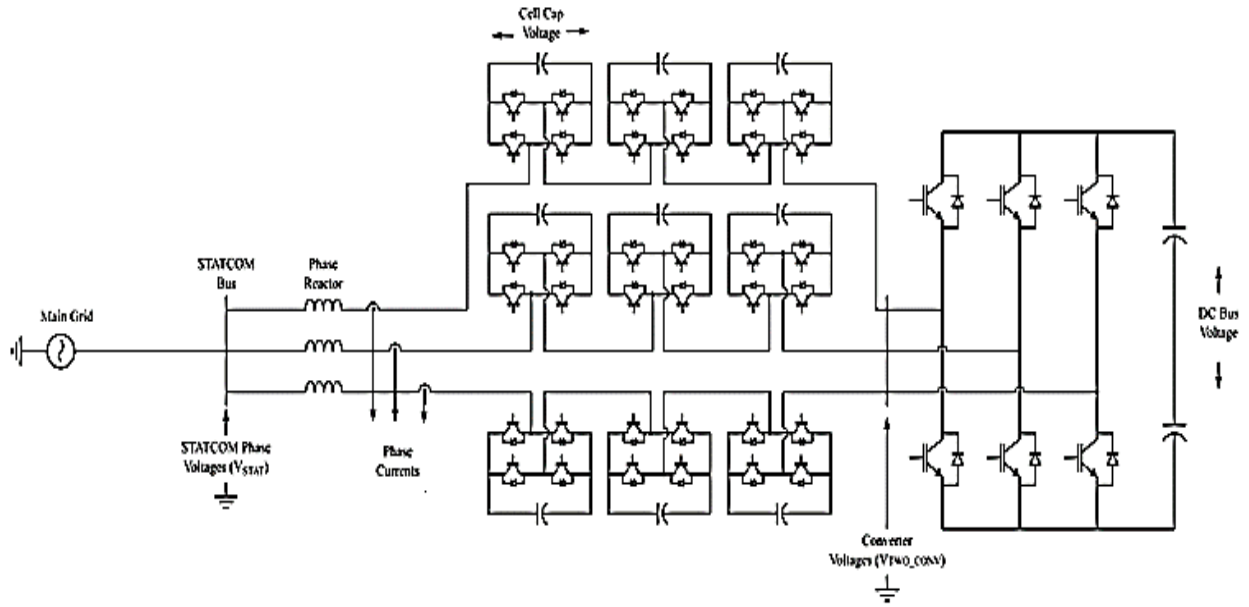 Cell Cap
Voltage
STATCOM
Bus
Phase
Reactor
Main Grid
DC Bus
Voltage
STATCOM Phase
Voltages (VSTAT)
Phase
Currents
Converter
Voltages (VTWO_CONV)